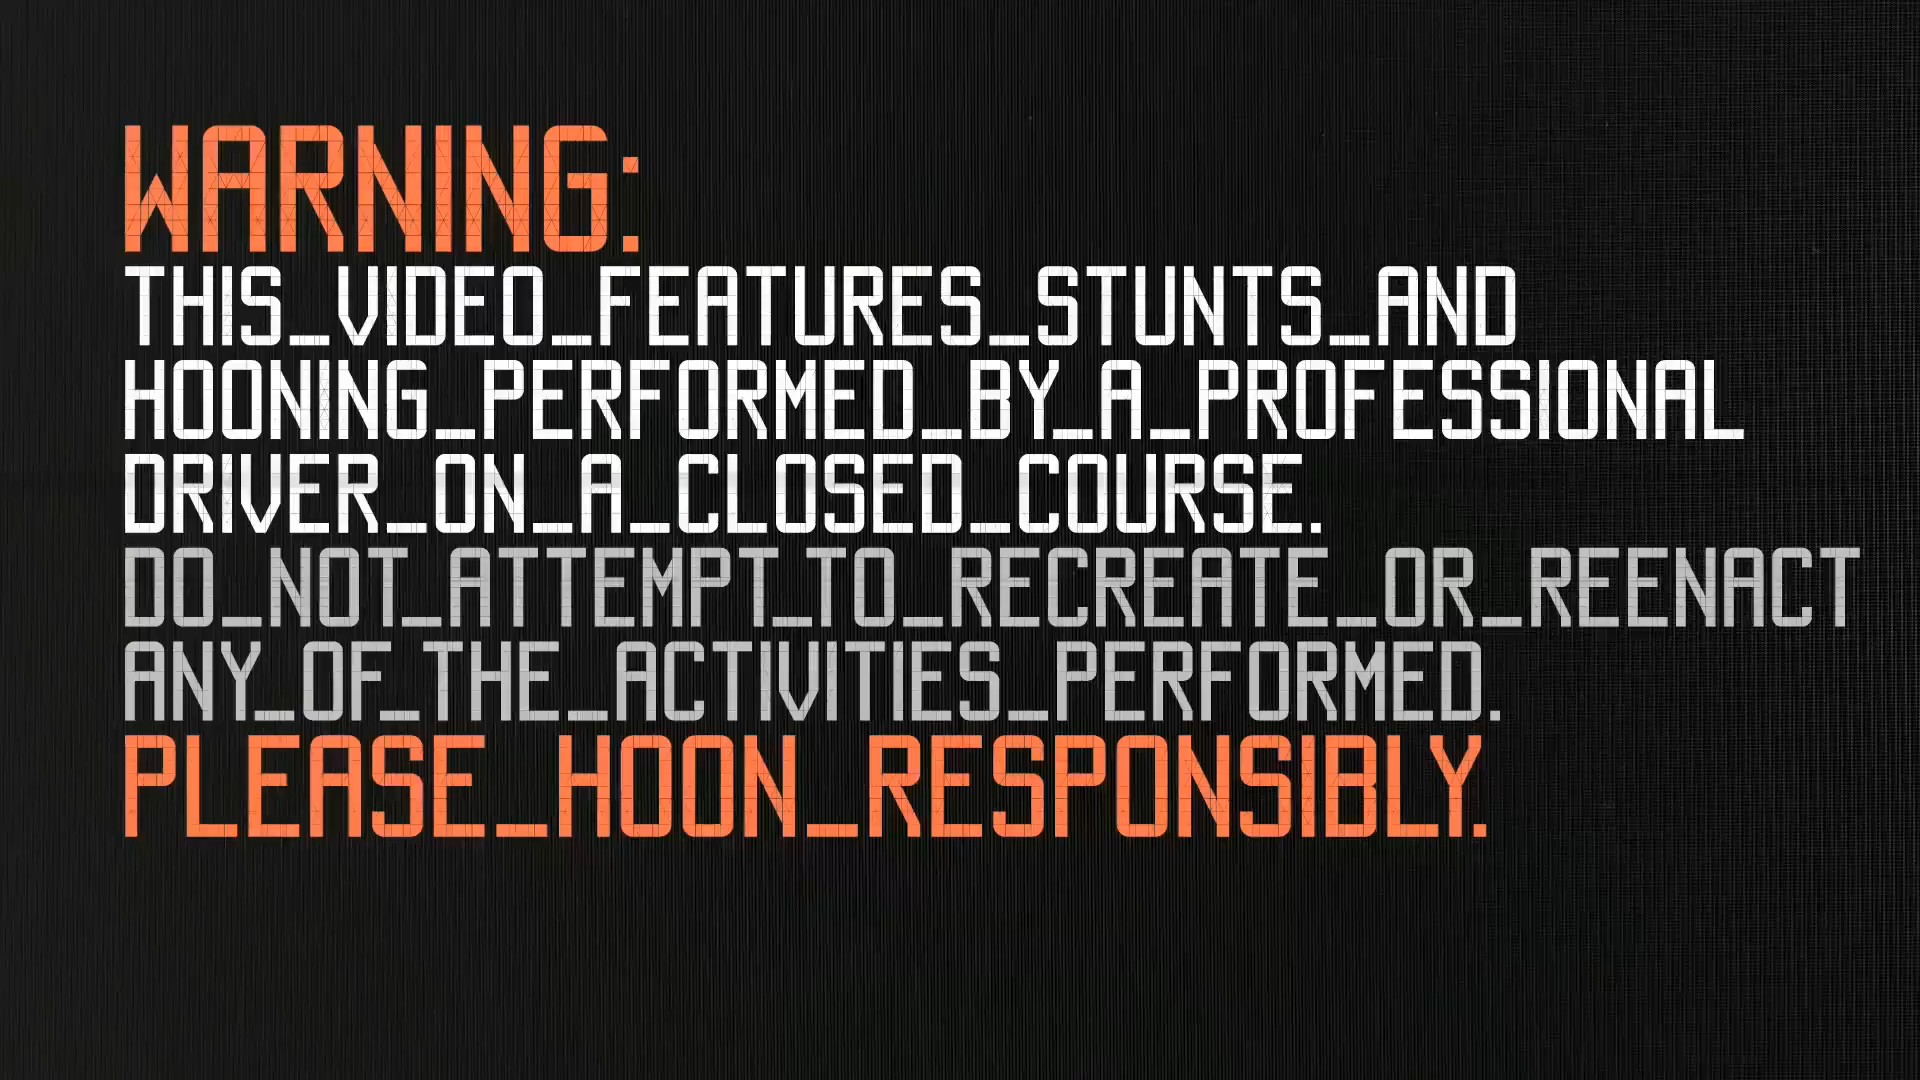 WARNING:
THIS_VIDEO_FEATURES_STUNTS_AND
HOONING_PERFORMED_BY_A_PROFESSIONAL
DRIVER_ON_A_CLOSED_COURSE.
DO_NOT_ATTEMPT_TO_RECREATE_OR_REENACT
ANY_OF_THE_ACTIVITIES_PERFORMED.
PLEASE_HOON_RESPONSIBLY.